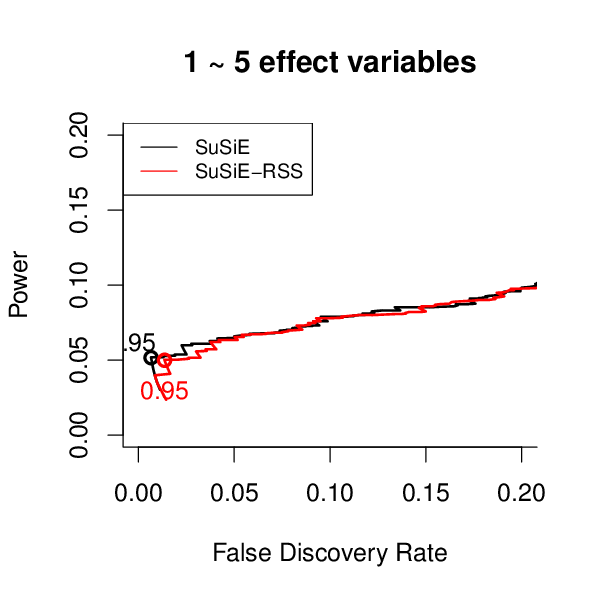 1 ~ 5 effect variables
SuSiE
SuSiE−RSS
Power
0.20
0.15
0.10
0.05
0.00
.95
0.95
0.00 0.05 0.10 0.15 0.20
False Discovery Rate